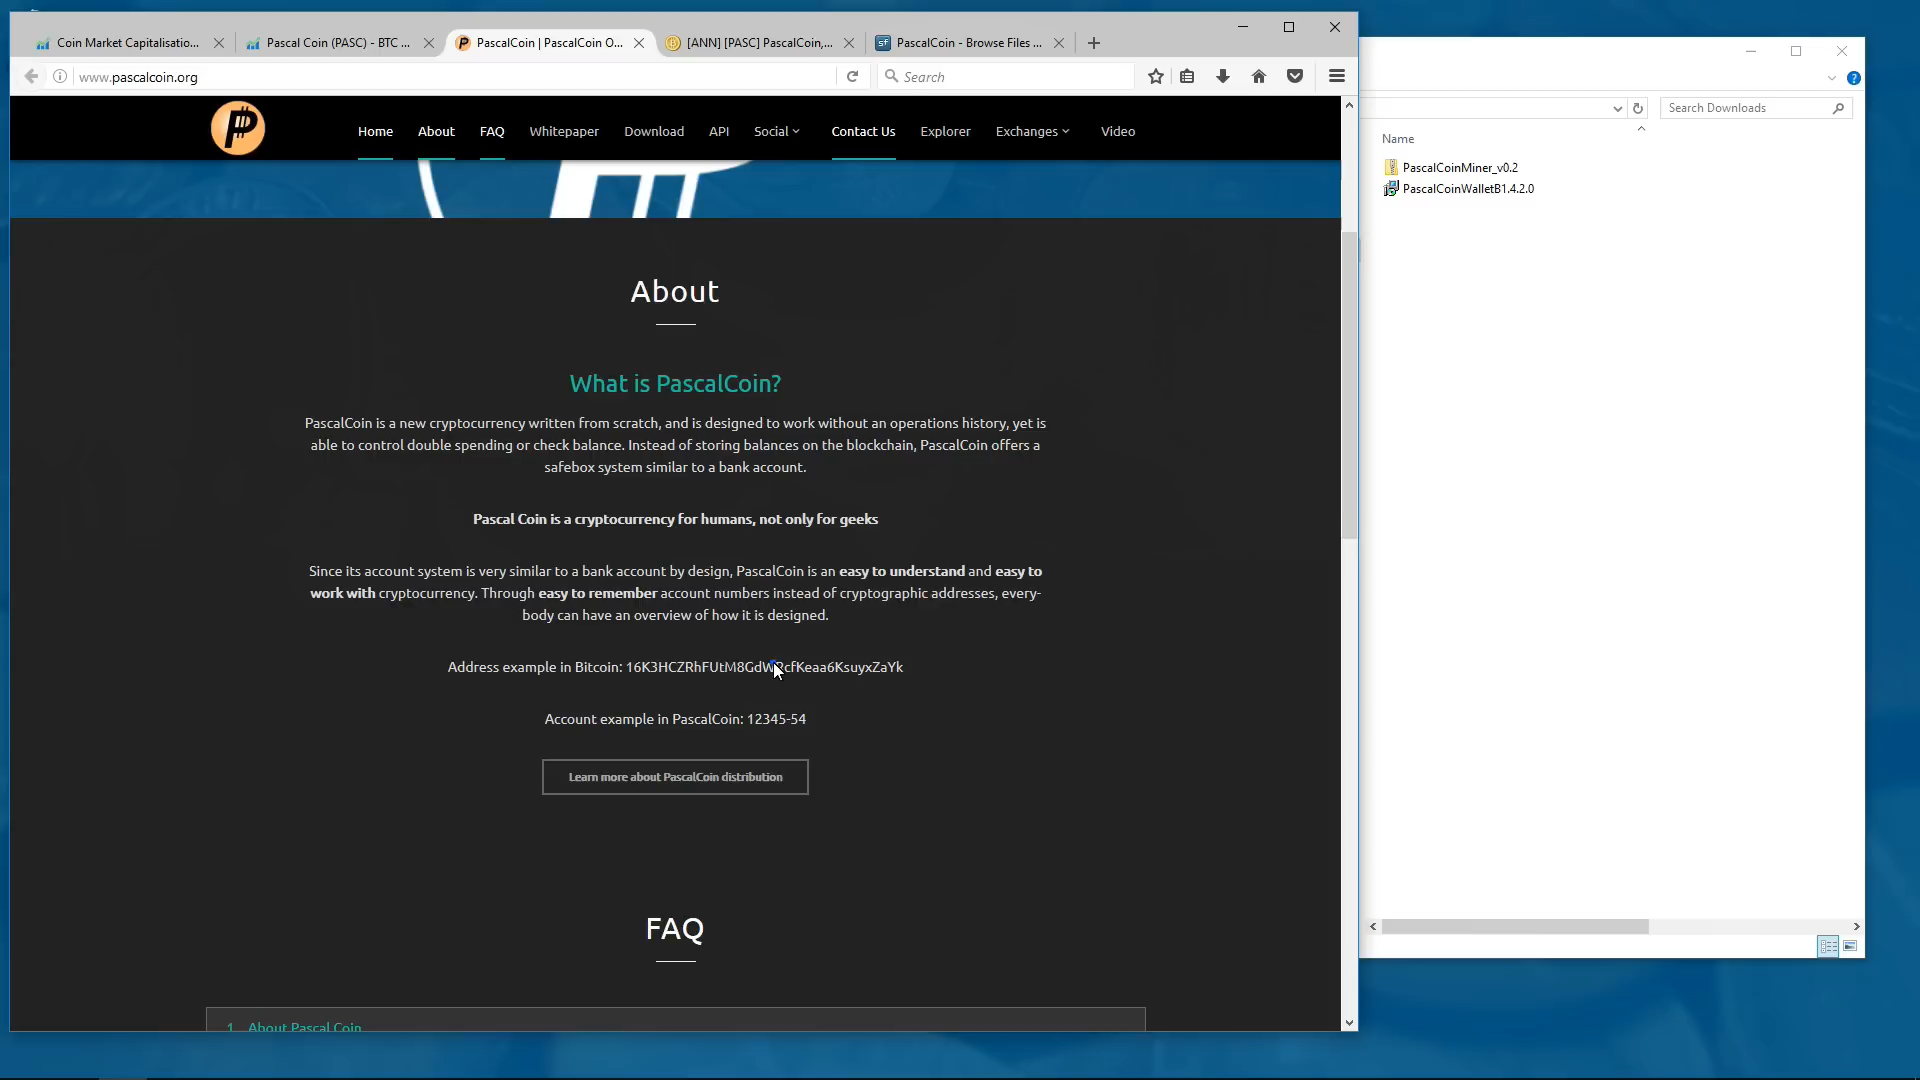 Coin Market Capitalisatio...
Pascal Coin (PASC) - BTC ...
PascalCoin | PascalCoin O...
[ANN] [PASC] PascalCoin,...
PascalCoin - Browse Files ...
www.pascalcoin.org
Search
Home
About
FAQ
Whitepaper
Download
API
Social
Contact Us
Explorer
Exchanges
Video
About
What is PascalCoin?
PascalCoin is a new cryptocurrency written from scratch, and is designed to work without an operations history, yet is
able to control double spending or check balance. Instead of storing balances on the blockchain, PascalCoin offers a
safebox system similar to a bank account.
Pascal Coin is a cryptocurrency for humans, not only for geeks
Since its account system is very similar to a bank account by design, PascalCoin is an easy to understand and easy to
work with cryptocurrency. Through easy to remember account numbers instead of cryptographic addresses, every-
body can have an overview of how it is designed.
Address example in Bitcoin:
Account example in PascalCoin: 12345-54
Learn more about PascalCoin distribution
FAQ
1. About Pascal Coin
Search Downloads
Name
PascalCoinMiner_v0.2
PascalCoinWalletB1.4.2.0